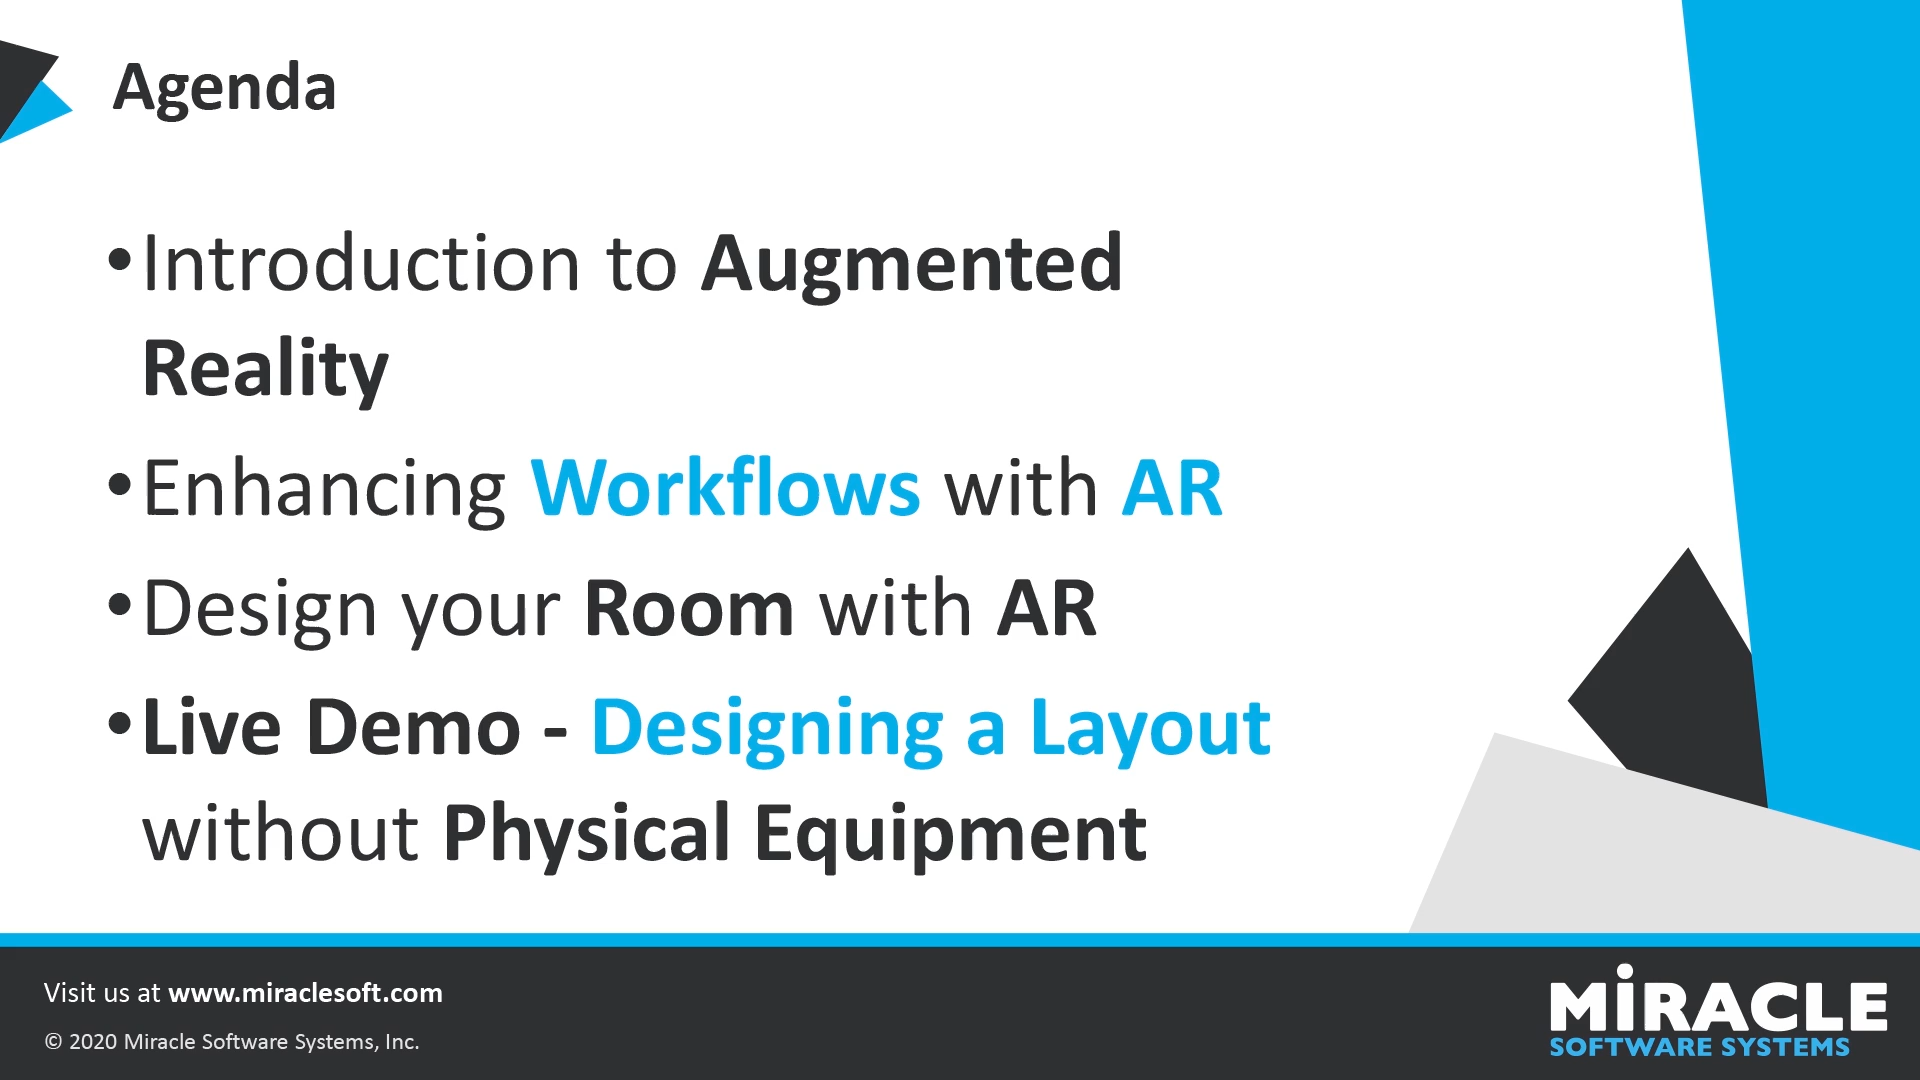 Agenda
•Introduction to Augmented
Reality
•Enhancing Workflows with AR
•Design your Room with AR
•Live Demo - Designing a Layout
without Physical Equipment
Visit us at www.miraclesoft.com
© 2020 Miracle Software Systems, Inc.
MiRACLE
SOFTWARE SYSTEMS